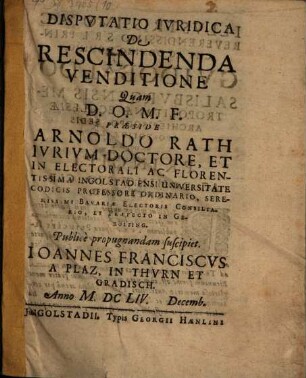 DISPVTATIO IVRIDICA
De
RESCINDENDA
VENDITIONE
Quam
D. O. M. F.
PRÆSIDE
ARNOLDO RATH
IVRIVM DOCTORE, ET
IN ELECTORALI AC FLOREN-
TISSIMA INGOLSTADIENSI UNIVERSITATE
CODICIS PROFESSORE ORDINARIO, SERE-
NISSIMI BAVARIÆ ELECTORIS CONSILIA-
RIO, ET PRÆFECTO IN GE-
Publicè propugnandam suscipiet.
IOANNES FRANCISCVS
A PLAZ, IN THVRN ET
GRADISCH.
Anno M. DC LIV. Decemb.
INGOLSTADII, Typis GEORGII HÆNLINI